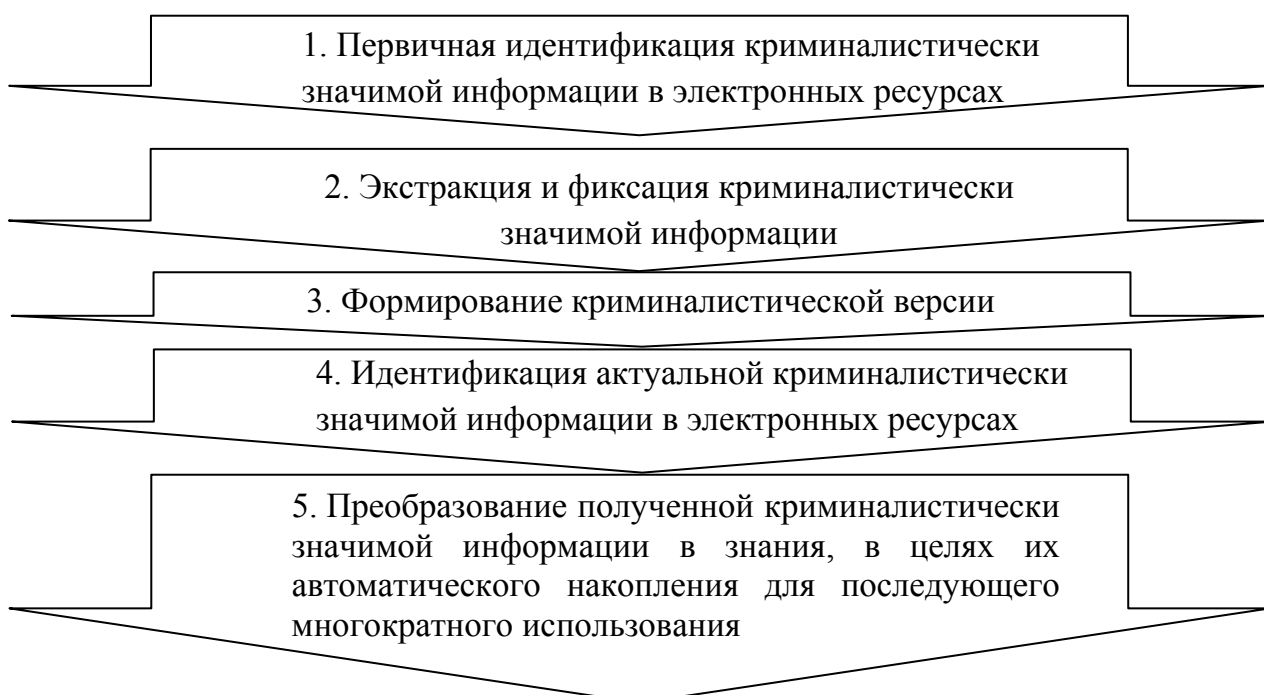 1. Первичная идентификация криминалистически
значимой информации в электронных ресурсах
2. Экстракция и фиксация криминалистически
значимой информации
3. Формирование криминалистической версии
4. Идентификация актуальной криминалистически
значимой информации в электронных ресурсах
5. Преобразование полученной криминалистически
значимой информации в знания, в целях их
автоматического накопления для последующего
многократного использования